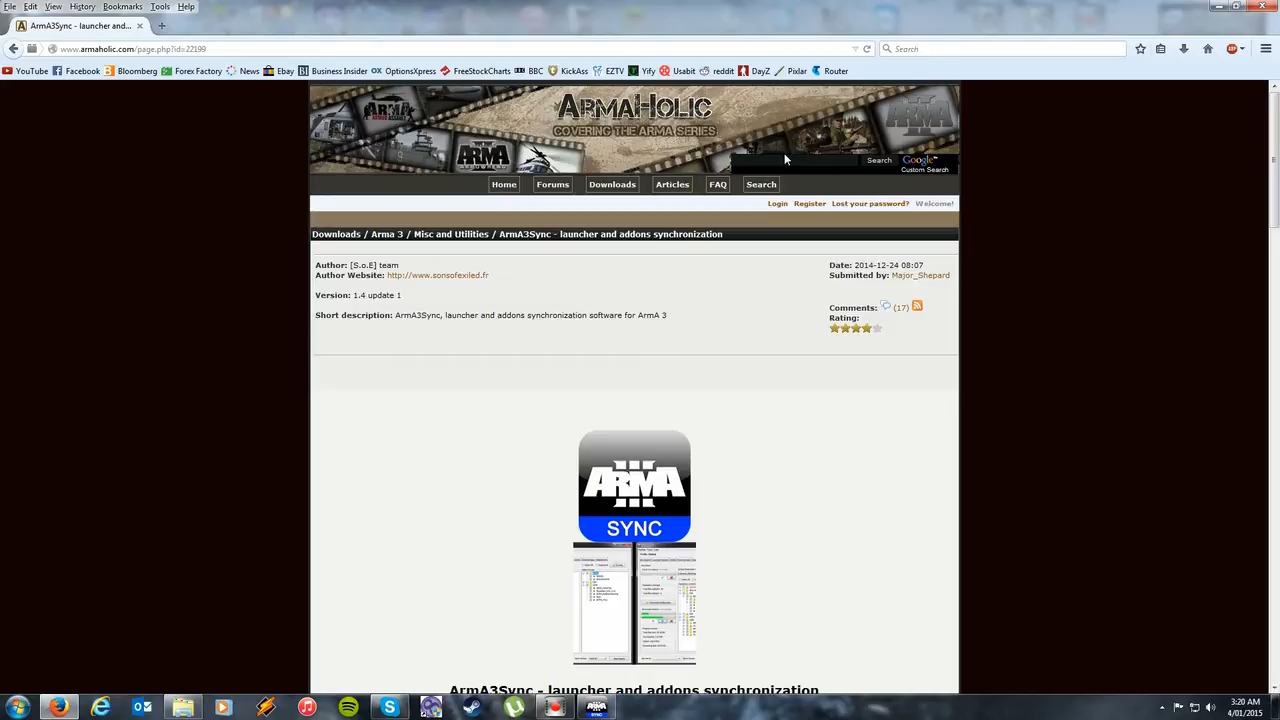 File Edit View History Bookmarks Tools Help
ArmA3Sync - launcher and...
www.armaholic.com/page.php?id=22199
Search
YouTube Facebook Bloomberg Forex Factory News Ebay Business Insider OptionsXpress FreeStockCharts BBC KickAss EZTV Yify Usabit reddit DayZ Pixlar Router
ARMAHOLIC
COVERING THE ARMA SERIES
Search Google™
Custom Search
Home Forums Downloads Articles FAQ Search
Login Register Lost your password? Welcome!
Downloads / Arma 3 / Misc and Utilities / ArmA3Sync - launcher and addons synchronization
Author: [S.o.E] team
Date: 2014-12-24 08:07
Author Website: http://www.sonsofexiled.fr
Submitted by: Major_Shepard
Version: 1.4 update 1
Comments: (17)
Short description: ArmA3Sync, launcher and addons synchronization software for ArmA 3
Rating:
ARMA
III
SYNC
ArmA3Sync - launcher and addons synchronization
3:20 AM
4/01/2015